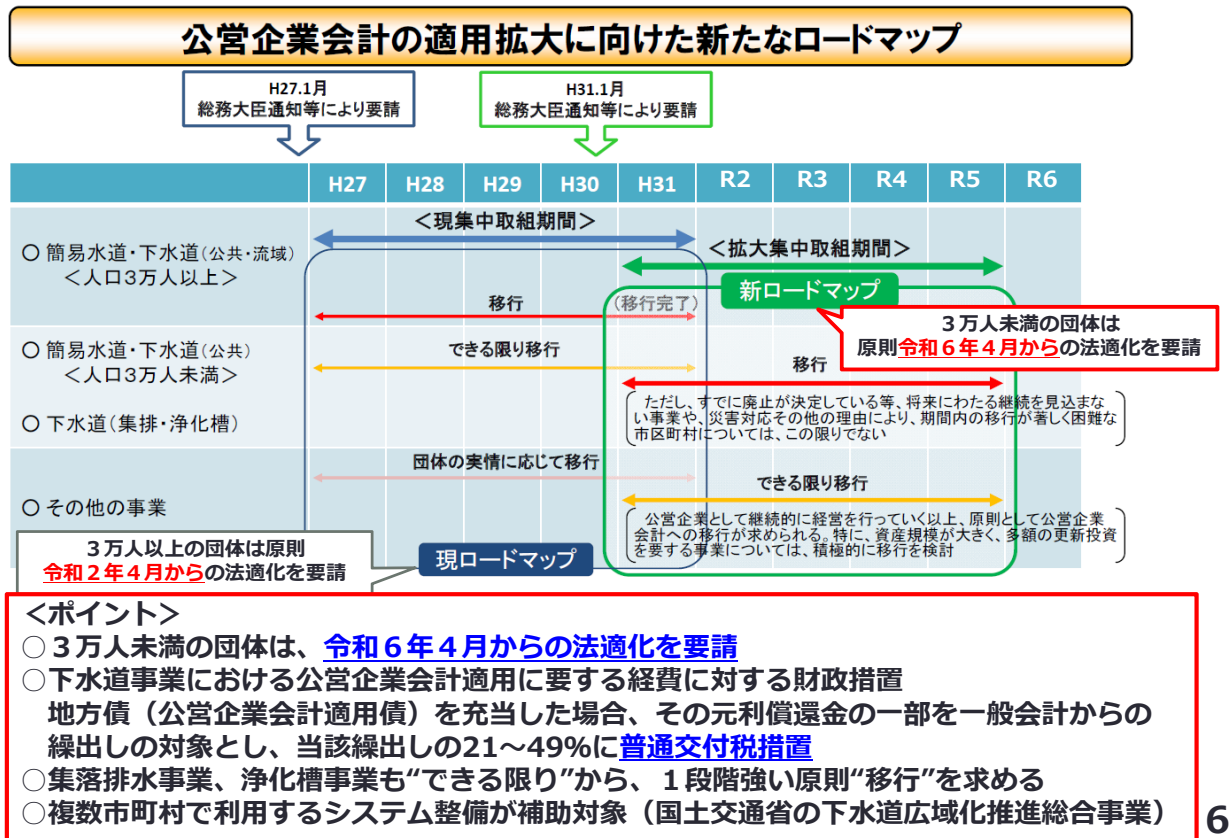 公営企業会計の適用拡大に向けた新たなロードマップ
H27.1月
総務大臣通知等により要請
H31.1月
総務大臣通知等により要請
H27 H28 H29 H30 H31 R2 R3 R4 R5 R6
○ 簡易水道・下水道(公共・流域)
＜人口3万人以上＞
＜現集中取組期間＞
＜拡大集中取組期間＞
新ロードマップ
移行
(移行完了)
３万人未満の団体は
原則令和６年４月からの法適化を要請
○ 簡易水道・下水道(公共)
＜人口3万人未満＞
○ 下水道(集排・浄化槽)
できる限り移行
移行
ただし、すでに廃止が決定している等、将来にわたる継続を見込まな
い事業や、災害対応その他の理由により、期間内の移行が著しく困難な
市区町村については、この限りでない
○ その他の事業
団体の実情に応じて移行
できる限り移行
公営企業として継続的に経営を行っていく以上、原則として公営企業
会計への移行が求められる。特に、資産規模が大きく、多額の更新投資
を要する事業については、積極的に移行を検討
３万人以上の団体は原則
令和２年４月からの法適化を要請
現ロードマップ
＜ポイント＞
○３万人未満の団体は、令和６年４月からの法適化を要請
○下水道事業における公営企業会計適用に要する経費に対する財政措置
地方債（公営企業会計適用債）を充当した場合、その元利償還金の一部を一般会計からの
繰出しの対象とし、当該繰出しの21～49%に普通交付税措置
○集落排水事業、浄化槽事業も“できる限り”から、１段階強い原則“移行”を求める
○複数市町村で利用するシステム整備が補助対象（国土交通省の下水道広域化推進総合事業）
6